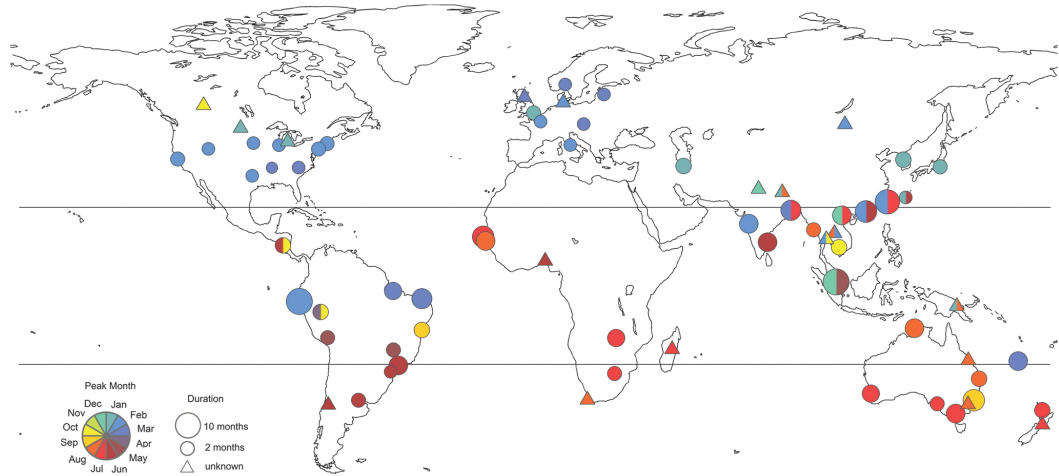 Peak Month
Dec
Jan
Nov
Feb
Oct
Mar
Sep
Apr
Aug
May
Jul
Jun
Duration
10 months
2 months
unknown